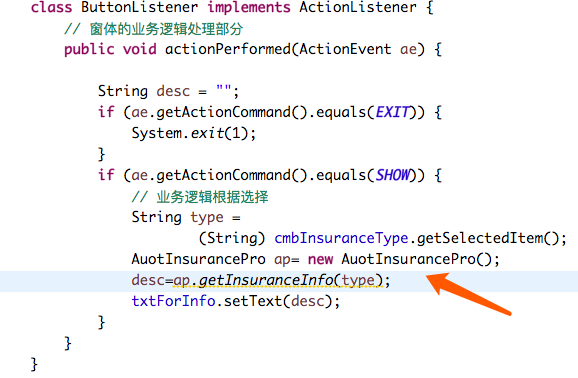 class ButtonListener implements ActionListener {
// 窗体的业务逻辑处理部分
public void actionPerformed(ActionEvent ae) {
String desc = "";
if (ae.getActionCommand().equals(EXIT)) {
System.exit(1);
}
if (ae.getActionCommand().equals(SHOW)) {
// 业务逻辑根据选择
String type =
(String) cmbInsuranceType.getSelectedItem();
AuotInsurancePro ap= new AuotInsurancePro();
desc=ap.getInsuranceInfo(type);
txtForInfo.setText(desc);
}
}
}